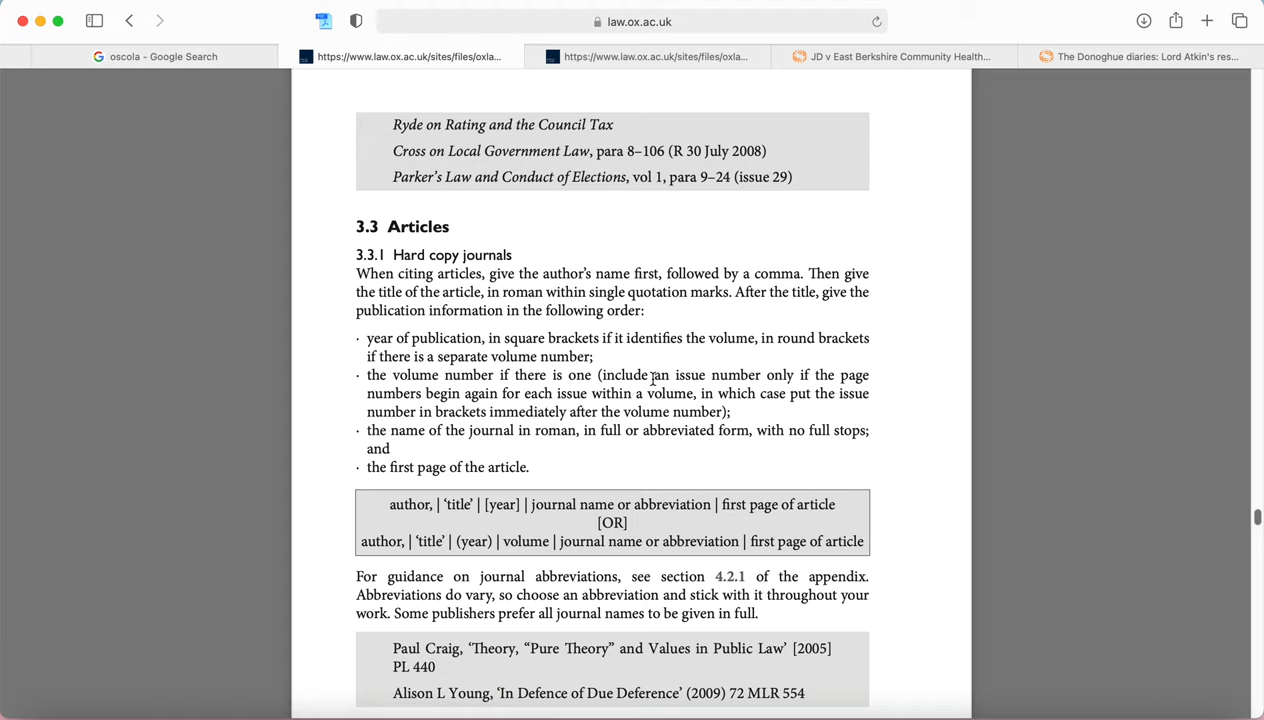 law.ox.ac.uk
oscola - Google Search
https://www.law.ox.ac.uk/sites/files/oxla...
https://www.law.ox.ac.uk/sites/files/oxla...
JD v East Berkshire Community Health...
The Donoghue diaries: Lord Atkin's res...
Ryde on Rating and the Council Tax
Cross on Local Government Law, para 8–106 (R 30 July 2008)
Parker’s Law and Conduct of Elections, vol 1, para 9–24 (issue 29)
3.3 Articles
3.3.1 Hard copy journals
When citing articles, give the author’s name first, followed by a comma. Then give
the title of the article, in roman within single quotation marks. After the title, give the
publication information in the following order:
· year of publication, in square brackets if it identifies the volume, in round brackets
if there is a separate volume number;
· the volume number if there is one (include an issue number only if the page
numbers begin again for each issue within a volume, in which case put the issue
number in brackets immediately after the volume number);
· the name of the journal in roman, in full or abbreviated form, with no full stops;
and
· the first page of the article.
author, | ‘title’ | [year] | journal name or abbreviation | first page of article
[OR]
author, | ‘title’ | (year) | volume | journal name or abbreviation | first page of article
For guidance on journal abbreviations, see section 4.2.1 of the appendix.
Abbreviations do vary, so choose an abbreviation and stick with it throughout your
work. Some publishers prefer all journal names to be given in full.
Paul Craig, ‘Theory, “Pure Theory” and Values in Public Law’ [2005]
PL 440
Alison L Young, ‘In Defence of Due Deference’ (2009) 72 MLR 554